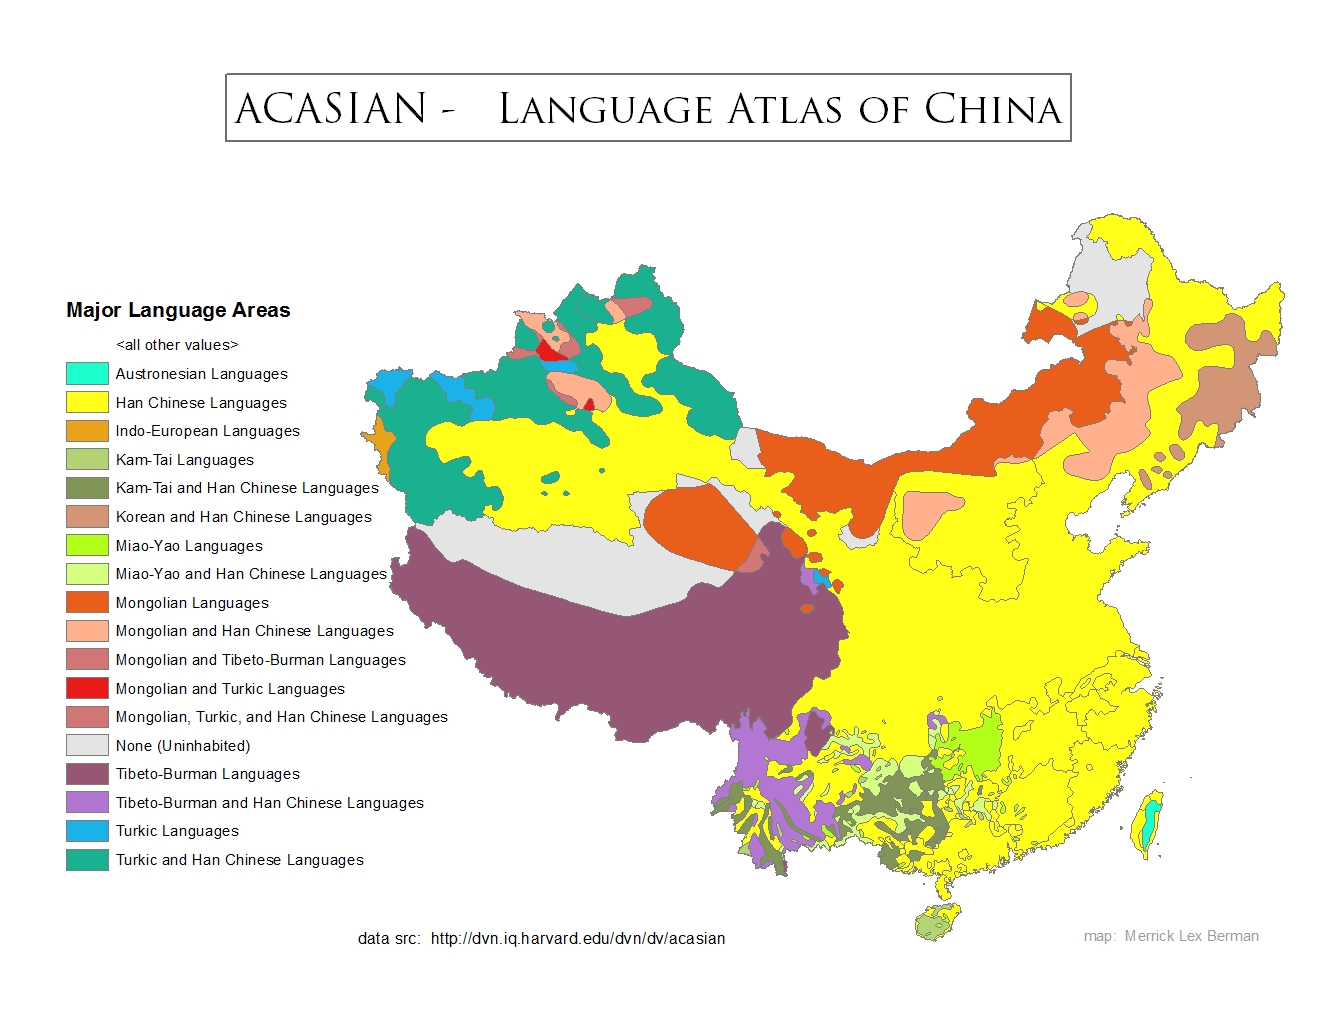 ACASIAN - LANGUAGE ATLAS OF CHINA
Major Language Areas
<all other values>
Austronesian Languages
Han Chinese Languages
Indo-European Languages
Kam-Tai Languages
Kam-Tai and Han Chinese Languages
Korean and Han Chinese Languages
Miao-Yao Languages
Miao-Yao and Han Chinese Languages
Mongolian Languages
Mongolian and Han Chinese Languages
Mongolian and Tibeto-Burman Languages
Mongolian and Turkic Languages
Mongolian, Turkic, and Han Chinese Languages
None (Uninhabited)
Tibeto-Burman Languages
Tibeto-Burman and Han Chinese Languages
Turkic Languages
Turkic and Han Chinese Languages
data src: http://dvn.iq.harvard.edu/dvn/dv/acasian
map: Merrick Lex Berman